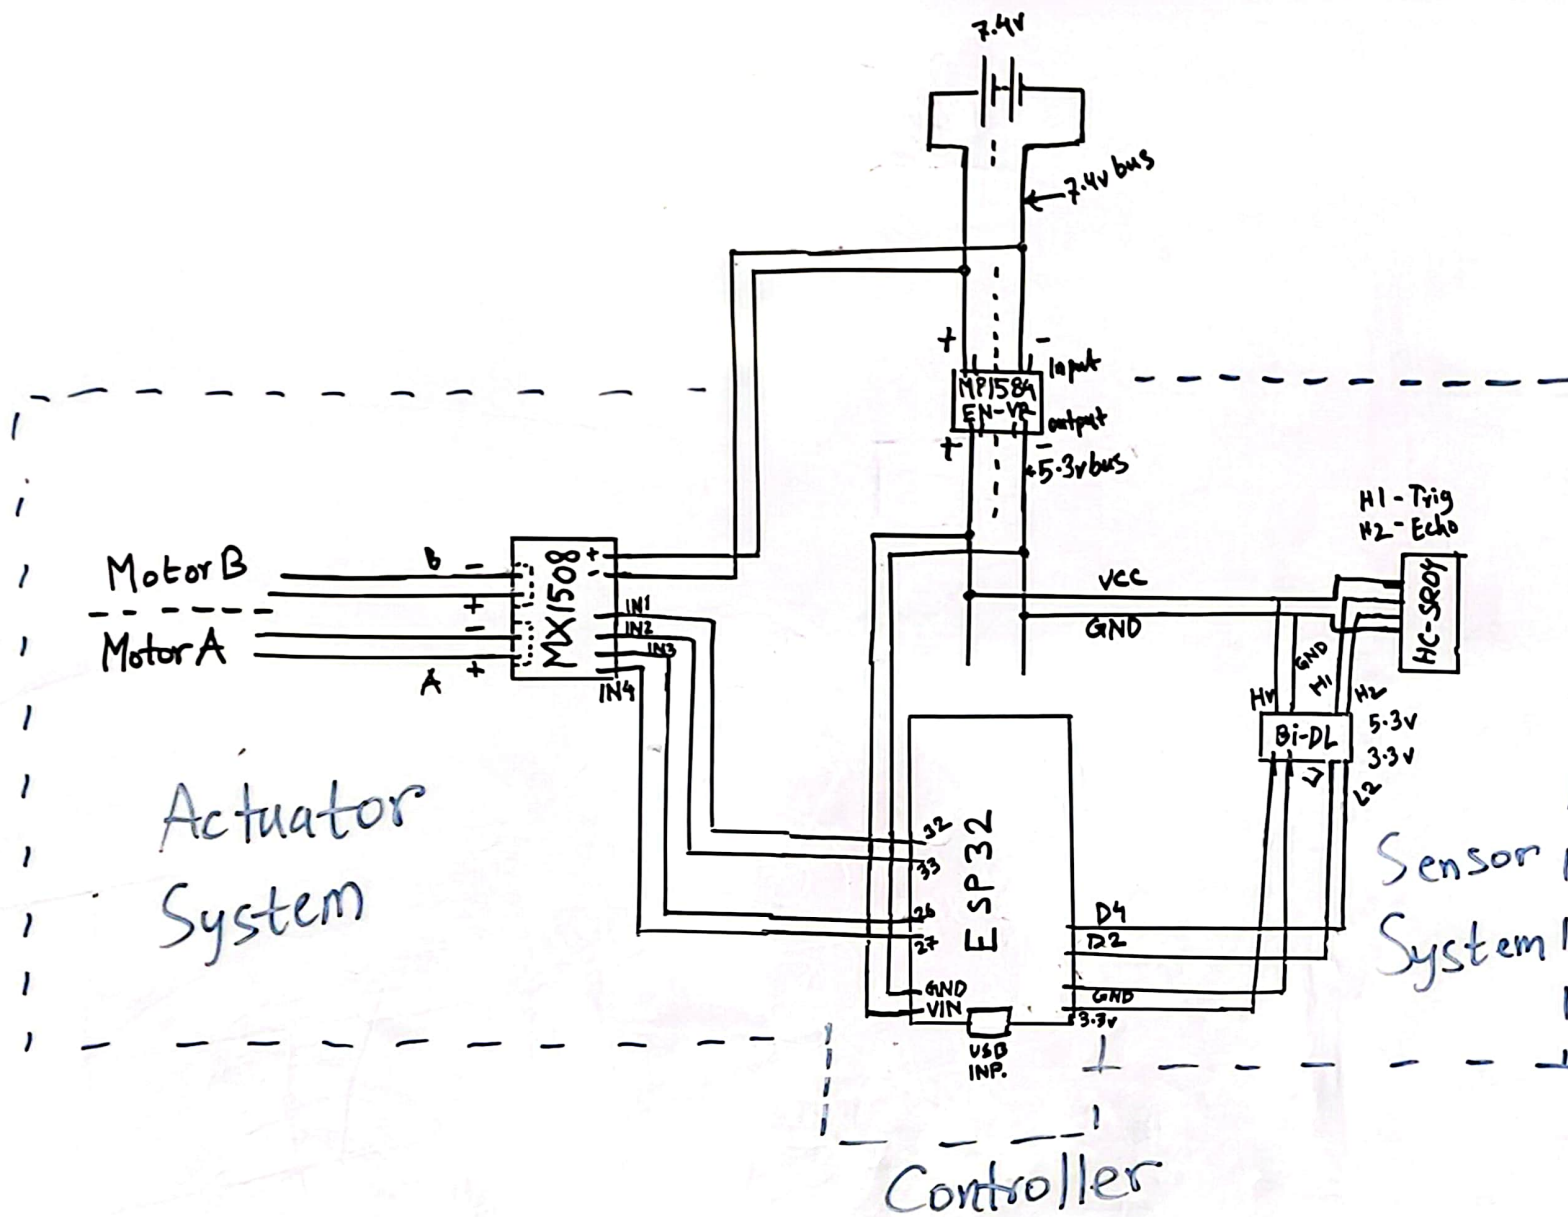 7.4v
7.4v bus
+ -
Input
MP1584
EN-VR
output
+ -
5.3v bus
H1-Trig
H2-Echo
HC-SR04
VCC
GND
Motor B
B - +
Motor A
- A +
MX1508
+
-
IN1
IN2
IN3
IN4
GND
H1
H2
Bi-DL
5.3v
3.3v
L2
Actuator
System
ESP32
32
33
26
27
GND
VIN
D4
D2
GND
3.3v
USB
INP.
Sensor
System
Controller